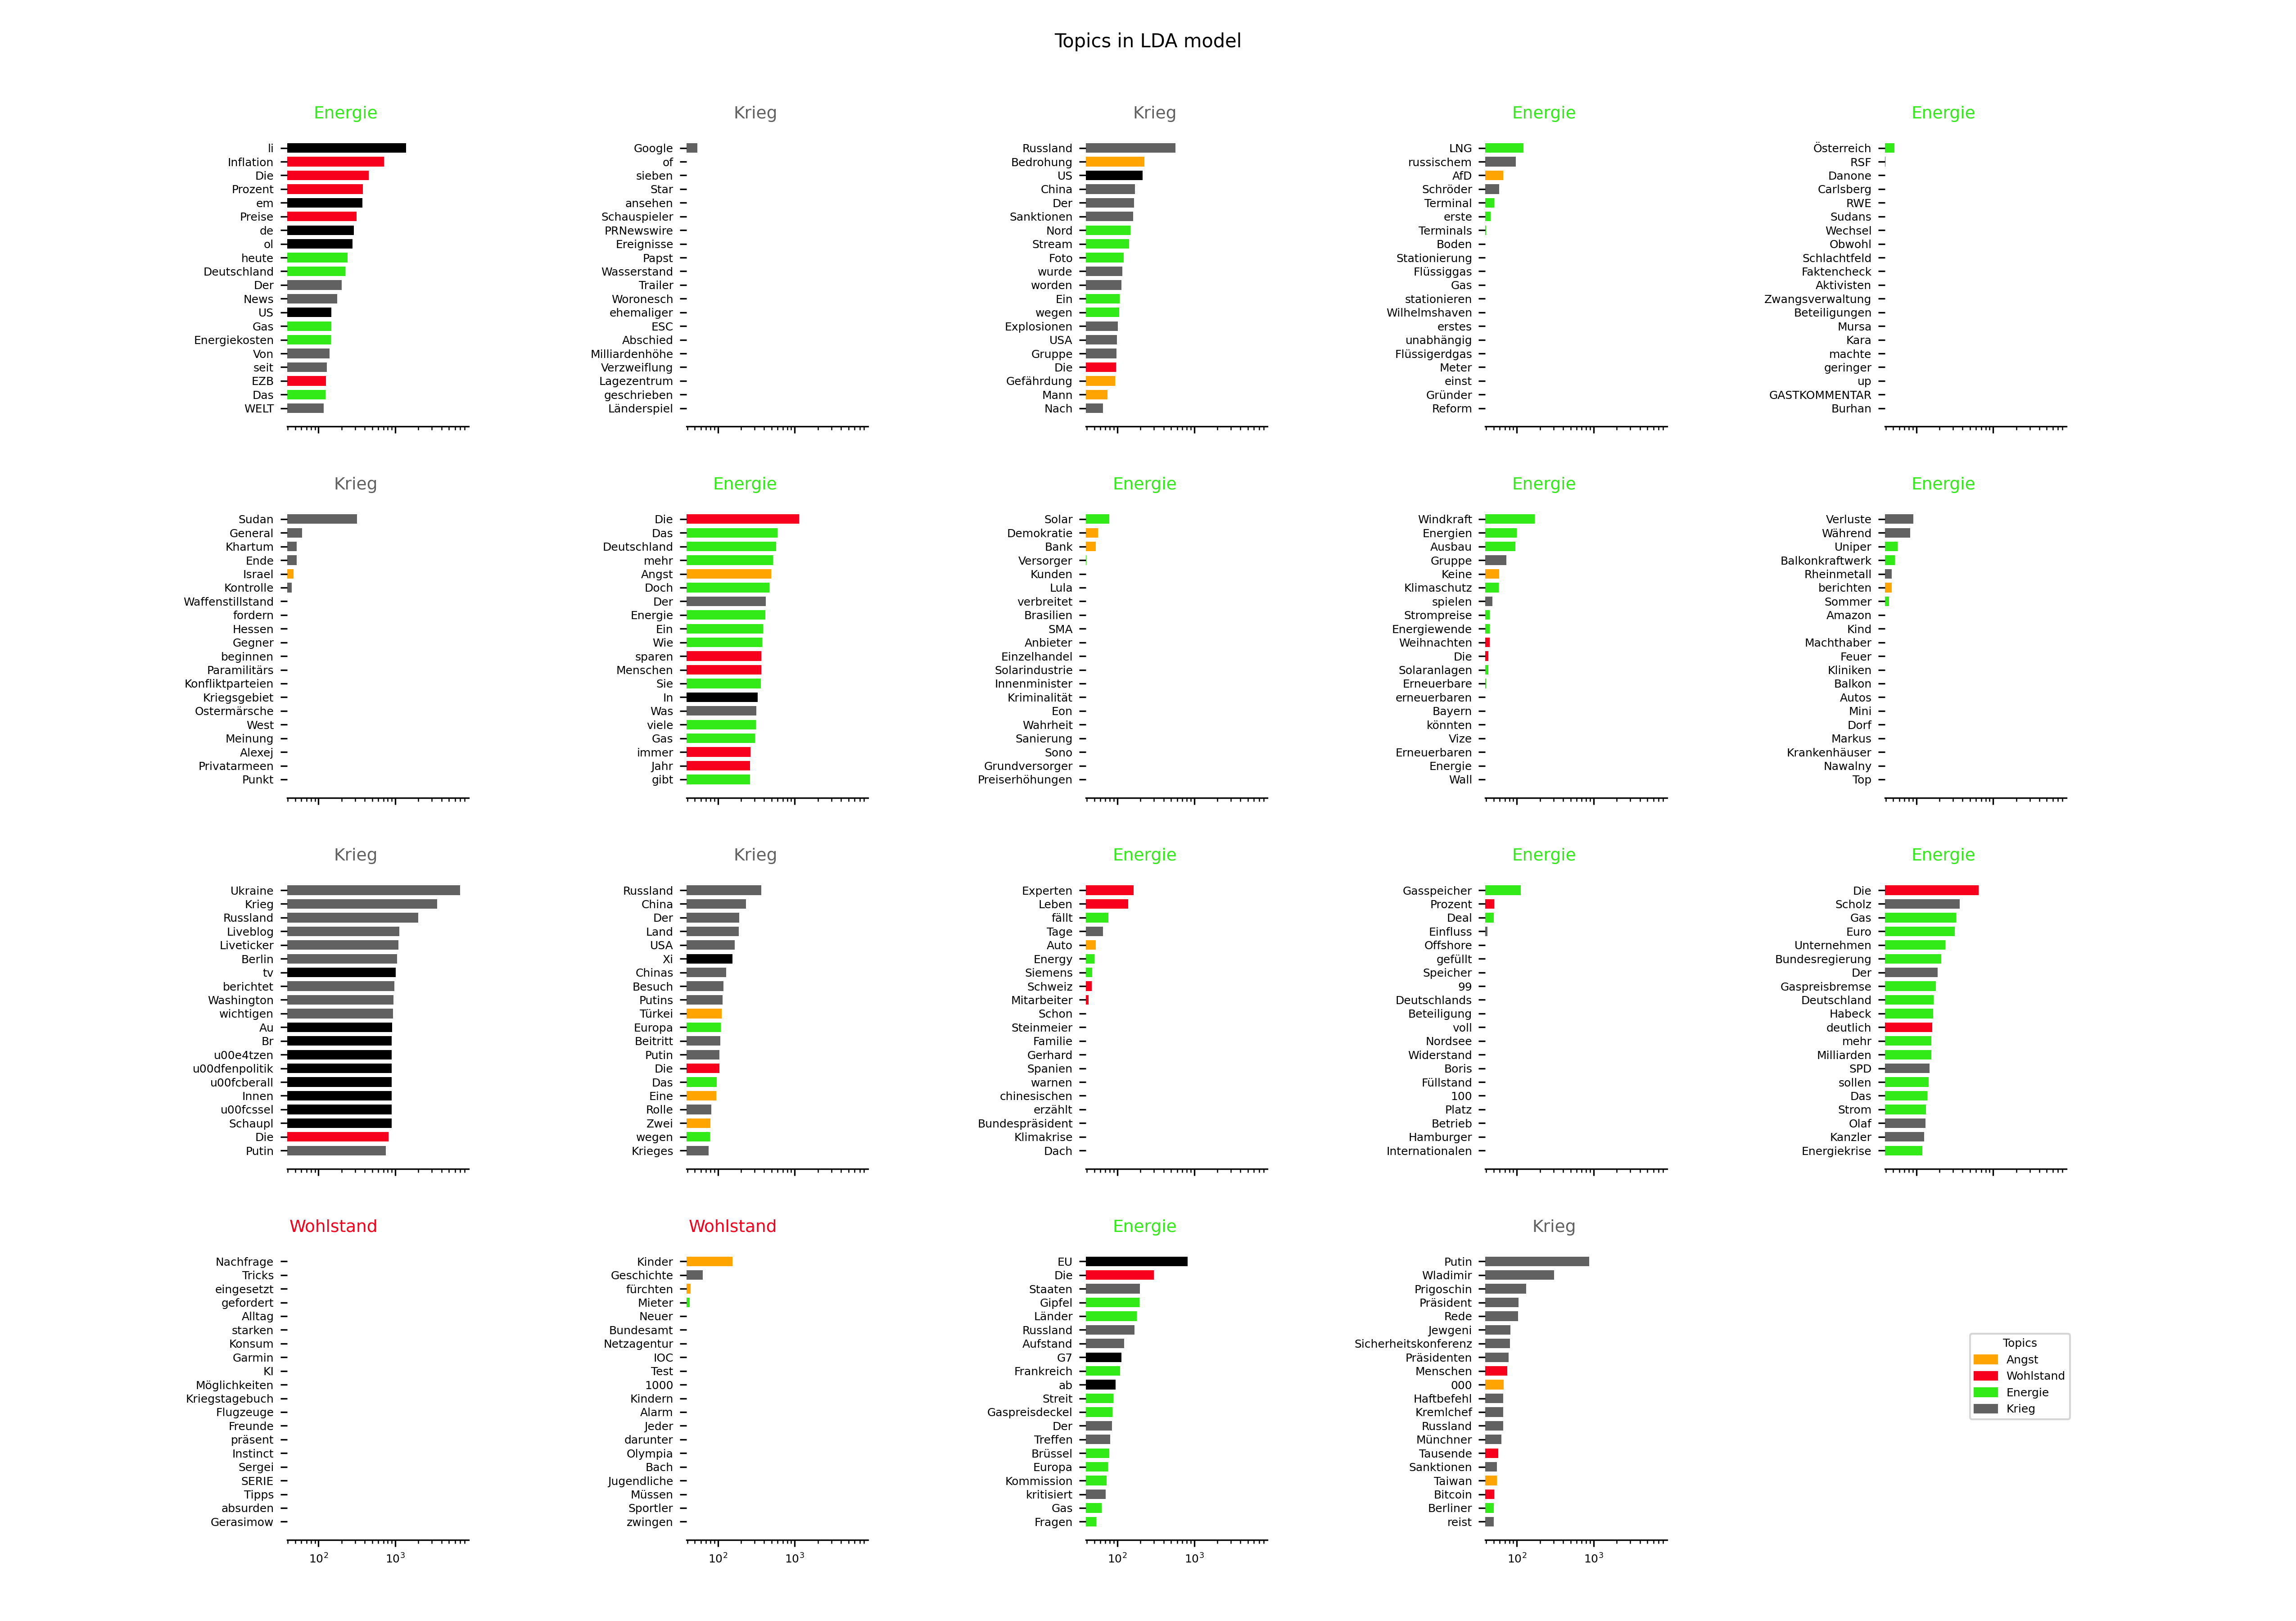 Topics in LDA model
Energie
li
Inflation
Die
Prozent
em
Preise
de
ol
heute
Deutschland
Der
News
US
Gas
Energiekosten
Von
seit
EZB
Das
WELT
Krieg
Google
of
sieben
Star
ansehen
Schauspieler
PRNewswire
Ereignisse
Papst
Wasserstand
Trailer
Woronesch
ehemaliger
ESC
Abschied
Milliardenhöhe
Verzweiflung
Lagezentrum
geschrieben
Länderspiel
Krieg
Russland
Bedrohung
US
China
Der
Sanktionen
Nord
Stream
Foto
wurde
worden
Ein
wegen
Explosionen
USA
Gruppe
Die
Gefährdung
Mann
Nach
Energie
LNG
russischem
AfD
Schröder
Terminal
erste
Terminals
Boden
Stationierung
Flüssiggas
Gas
stationieren
Wilhelmshaven
erstes
unabhängig
Flüssigerdgas
Meter
einst
Gründer
Reform
Energie
Österreich
RSF
Danone
Carlsberg
RWE
Sudans
Wechsel
Obwohl
Schlachtfeld
Faktencheck
Aktivisten
Zwangsverwaltung
Beteiligungen
Mursa
Kara
machte
geringer
up
GASTKOMMENTAR
Burhan
Krieg
Sudan
General
Khartum
Ende
Israel
Kontrolle
Waffenstillstand
fordern
Hessen
Gegner
beginnen
Paramilitärs
Konfliktparteien
Kriegsgebiet
Ostermärsche
West
Meinung
Alexej
Privatarmeen
Punkt
Energie
Die
Das
Deutschland
mehr
Angst
Doch
Der
Energie
Ein
Wie
sparen
Menschen
Sie
In
Was
viele
Gas
immer
Jahr
gibt
Energie
Solar
Demokratie
Bank
Versorger
Kunden
Lula
verbreitet
Brasilien
SMA
Anbieter
Einzelhandel
Solarindustrie
Innenminister
Kriminalität
Eon
Wahrheit
Sanierung
Sono
Grundversorger
Preiserhöhungen
Energie
Windkraft
Energien
Ausbau
Gruppe
Keine
Klimaschutz
spielen
Strompreise
Energiewende
Weihnachten
Die
Solaranlagen
Erneuerbare
erneuerbaren
Bayern
könnten
Vize
Erneuerbaren
Energie
Wall
Energie
Verluste
Während
Uniper
Balkonkraftwerk
Rheinmetall
berichten
Sommer
Amazon
Kind
Machthaber
Feuer
Kliniken
Balkon
Autos
Mini
Dorf
Markus
Krankenhäuser
Nawalny
Top
Krieg
Ukraine
Krieg
Russland
Liveblog
Liveticker
Berlin
tv
berichtet
Washington
wichtigen
Au
Br
u00e4tzen
u00dfenpolitik
u00fcberall
Innen
u00fcssel
Schaupl
Die
Putin
Krieg
Russland
China
Der
Land
USA
Xi
Chinas
Besuch
Putins
Türkei
Europa
Beitritt
Putin
Die
Das
Eine
Rolle
Zwei
wegen
Krieges
Energie
Experten
Leben
fällt
Tage
Auto
Energy
Siemens
Schweiz
Mitarbeiter
Schon
Steinmeier
Familie
Gerhard
Spanien
warnen
chinesischen
erzählt
Bundespräsident
Klimakrise
Dach
Energie
Gasspeicher
Prozent
Deal
Einfluss
Offshore
gefüllt
Speicher
99
Deutschlands
Beteiligung
voll
Nordsee
Widerstand
Boris
Füllstand
100
Platz
Betrieb
Hamburger
Internationalen
Energie
Die
Scholz
Gas
Euro
Unternehmen
Bundesregierung
Der
Gaspreisbremse
Deutschland
Habeck
deutlich
mehr
Milliarden
SPD
sollen
Das
Strom
Olaf
Kanzler
Energiekrise
Wohlstand
Nachfrage
Tricks
eingesetzt
gefordert
Alltag
starken
Konsum
Garmin
KI
Möglichkeiten
Kriegstagebuch
Flugzeuge
Freunde
präsent
Instinct
Sergei
SERIE
Tipps
absurden
Gerasimow
10² 10³
Wohlstand
Kinder
Geschichte
fürchten
Mieter
Neuer
Bundesamt
Netzagentur
IOC
Test
1000
Kindern
Alarm
Jeder
darunter
Olympia
Bach
Jugendliche
Müssen
Sportler
zwingen
10² 10³
Energie
EU
Die
Staaten
Gipfel
Länder
Russland
Aufstand
G7
Frankreich
ab
Streit
Gaspreisdeckel
Der
Treffen
Brüssel
Europa
Kommission
kritisiert
Gas
Fragen
10² 10³
Krieg
Putin
Wladimir
Prigoschin
Präsident
Rede
Jewgeni
Sicherheitskonferenz
Präsidenten
Menschen
000
Haftbefehl
Kremlchef
Russland
Münchner
Tausende
Sanktionen
Taiwan
Bitcoin
Berliner
reist
10² 10³
Topics
Angst
Wohlstand
Energie
Krieg